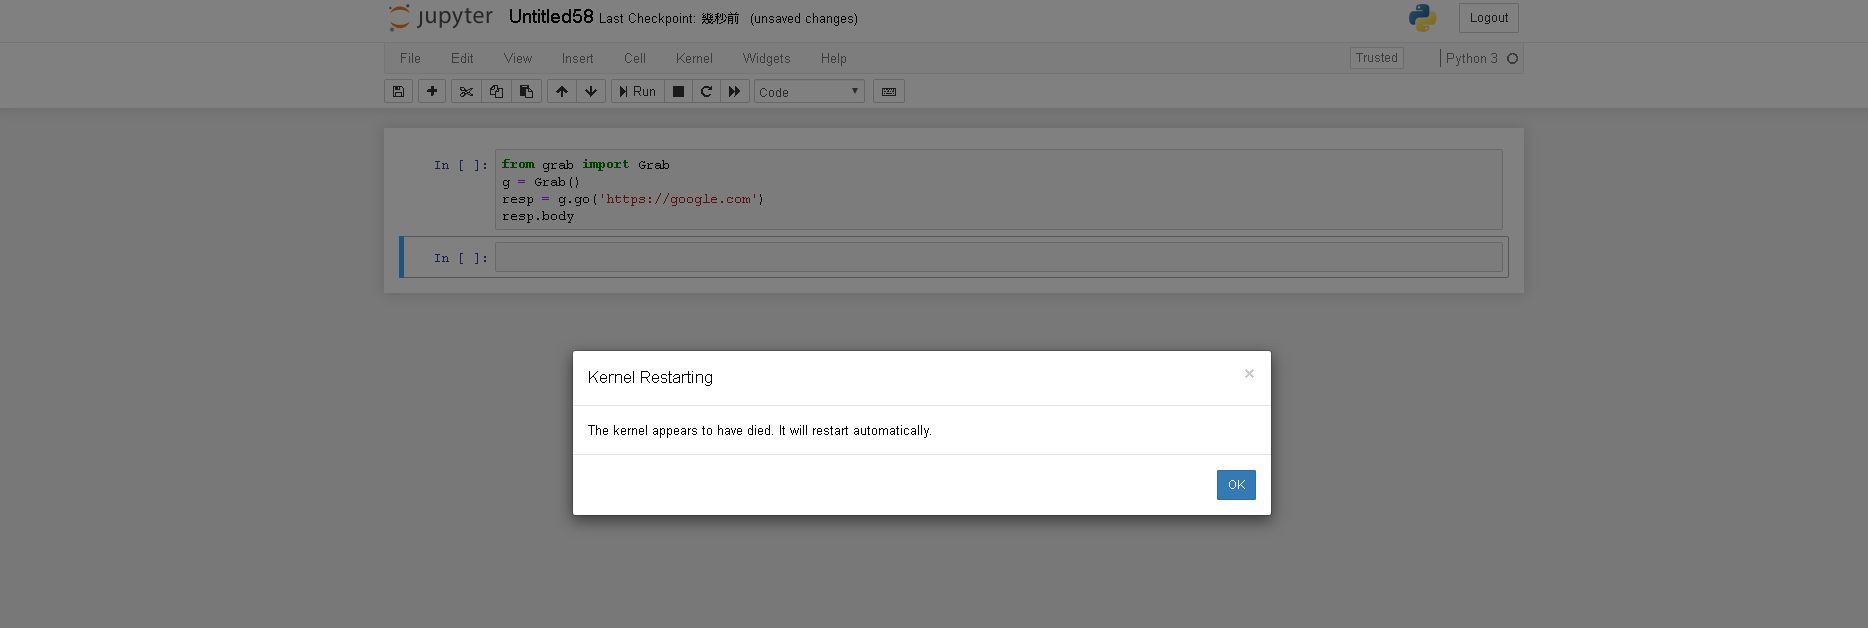 jupyter Untitled58 Last Checkpoint: 幾秒前 (unsaved changes) Logout
File Edit View Insert Cell Kernel Widgets Help Trusted Python 3
Run Code
In [ ]: from grab import Grab
g = Grab()
resp = g.go('https://google.com')
resp.body
In [ ]:
Kernel Restarting ×
The kernel appears to have died. It will restart automatically.
OK